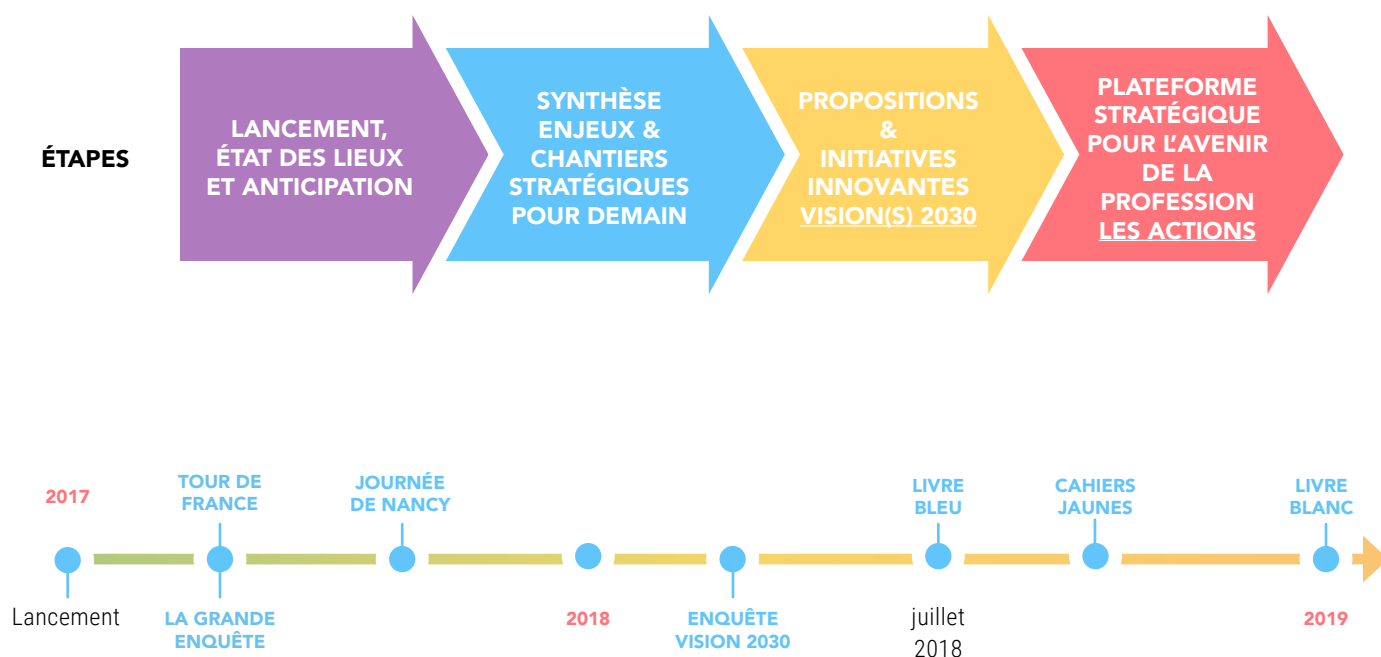 ÉTAPES
LANCEMENT,
ÉTAT DES LIEUX
ET ANTICIPATION
SYNTHÈSE
ENJEUX &
CHANTIERS
STRATÉGIQUES
POUR DEMAIN
PROPOSITIONS
&
INITIATIVES
INNOVANTES
VISION(S) 2030
PLATEFORME
STRATÉGIQUE
POUR L'AVENIR
DE LA
PROFESSION
LES ACTIONS
2017
Lancement
TOUR DE
FRANCE
LA GRANDE
ENQUÊTE
JOURNÉE
DE NANCY
2018
ENQUÊTE
VISION 2030
LIVRE
BLEU
juillet
2018
CAHIERS
JAUNES
LIVRE
BLANC
2019